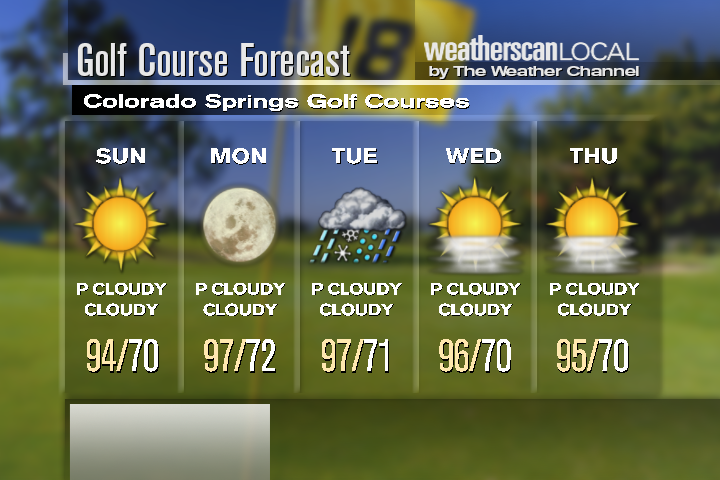 18
Golf Course Forecast
weatherscanLOCAL
by The Weather Channel
Colorado Springs Golf Courses
SUN MON TUE WED THU
P CLOUDY P CLOUDY P CLOUDY P CLOUDY P CLOUDY
CLOUDY CLOUDY CLOUDY CLOUDY CLOUDY
94/70 97/72 97/71 96/70 95/70